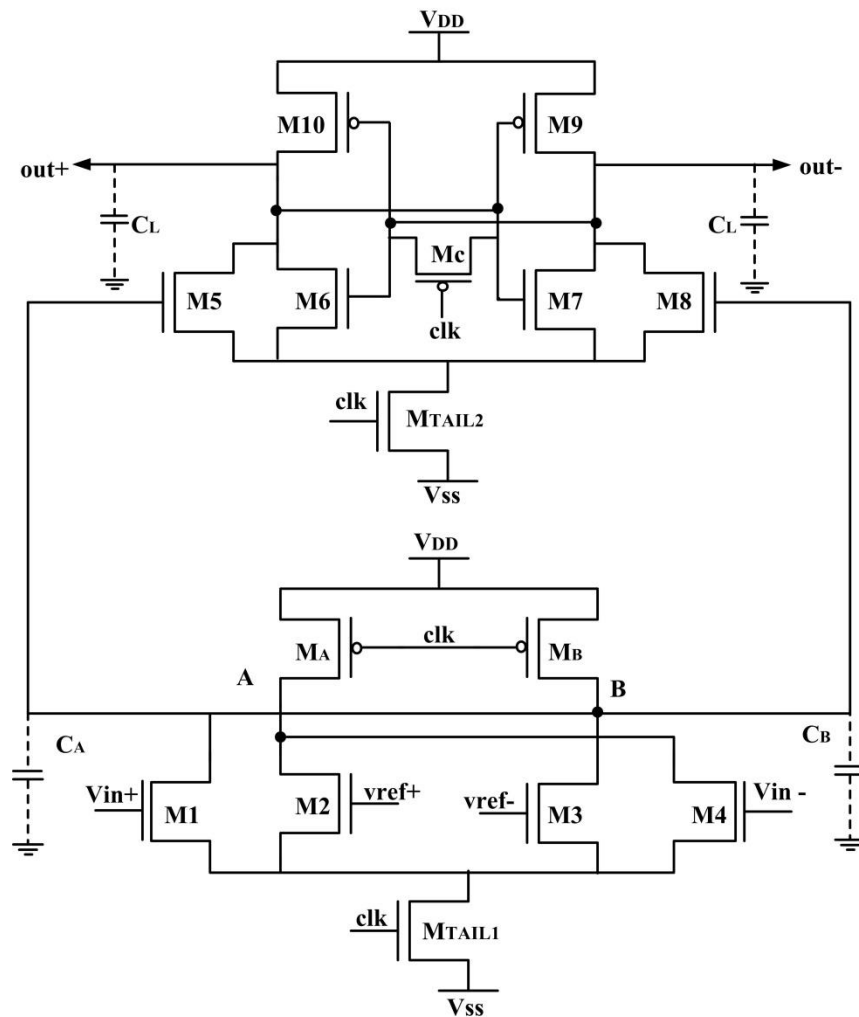 VDD
M10 M9
out+ out-
CL Mc CL
M5 M6 M7 M8
clk
clk MTAIL2
Vss
VDD
MA clk MB
A B
CA CB
Vin+ M1 M2 vref+ vref- M3 M4 Vin -
clk MTAIL1
Vss